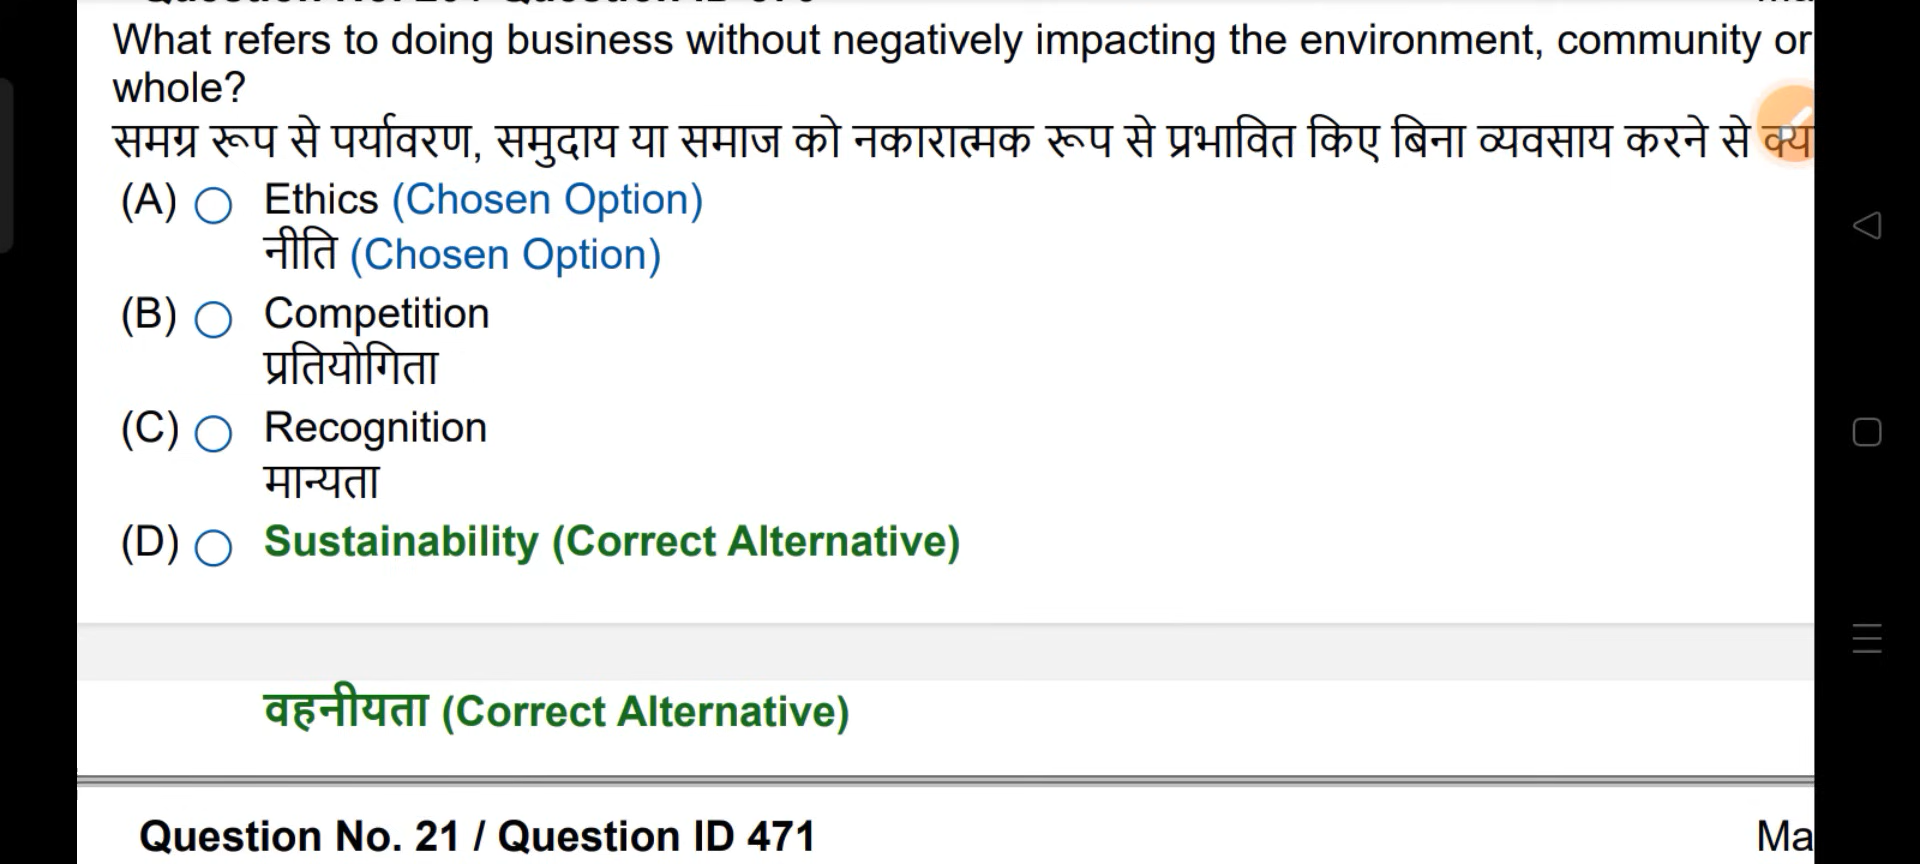 What refers to doing business without negatively impacting the environment, community or
whole?
समग्र रूप से पर्यावरण, समुदाय या समाज को नकारात्मक रूप से प्रभावित किए बिना व्यवसाय करने से क्या
(A) Ethics (Chosen Option)
नीति (Chosen Option)
(B) Competition
प्रतियोगिता
(C) Recognition
मान्यता
(D) Sustainability (Correct Alternative)
वहनीयता (Correct Alternative)
Question No. 21 / Question ID 471 Ma